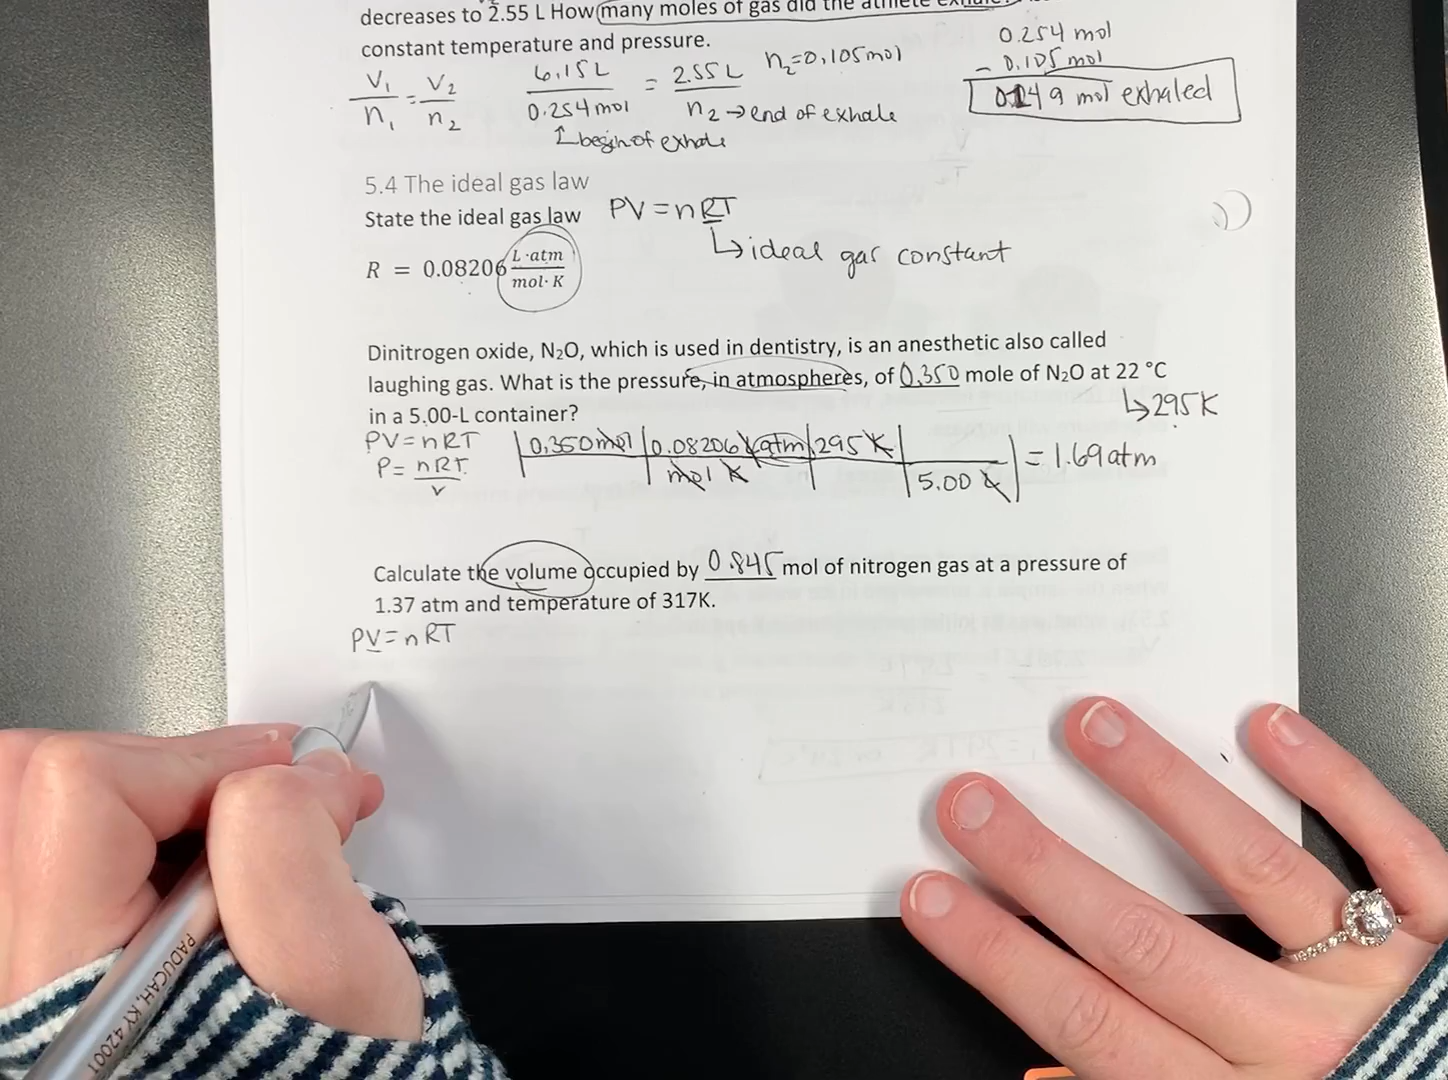 decreases to 2.55 L How many moles of gas did the athlete
constant temperature and pressure.
V₁/n₁ = V₂/n₂
6.15 L / 0.254 mol = 2.55 L / n₂ → end of exhale
↑ begin of exhale
n₂=0.105mol
0.254 mol
- 0.105 mol
mol exhaled
5.4 The ideal gas law
State the ideal gas law PV = nRT
↳ ideal gas constant
R = 0.08206 L·atm / mol·K
Dinitrogen oxide, N₂O, which is used in dentistry, is an anesthetic also called
laughing gas. What is the pressure, in atmospheres, of 0.350 mole of N₂O at 22 °C
↳ 295K
in a 5.00-L container?
PV = nRT
P = nRT / V
0.350 mol | 0.08206 L atm / mol K | 295 K | 5.00 L = 1.69 atm
Calculate the volume occupied by 0.845 mol of nitrogen gas at a pressure of
1.37 atm and temperature of 317K.
PV = nRT
PADUCAH, KY 42001